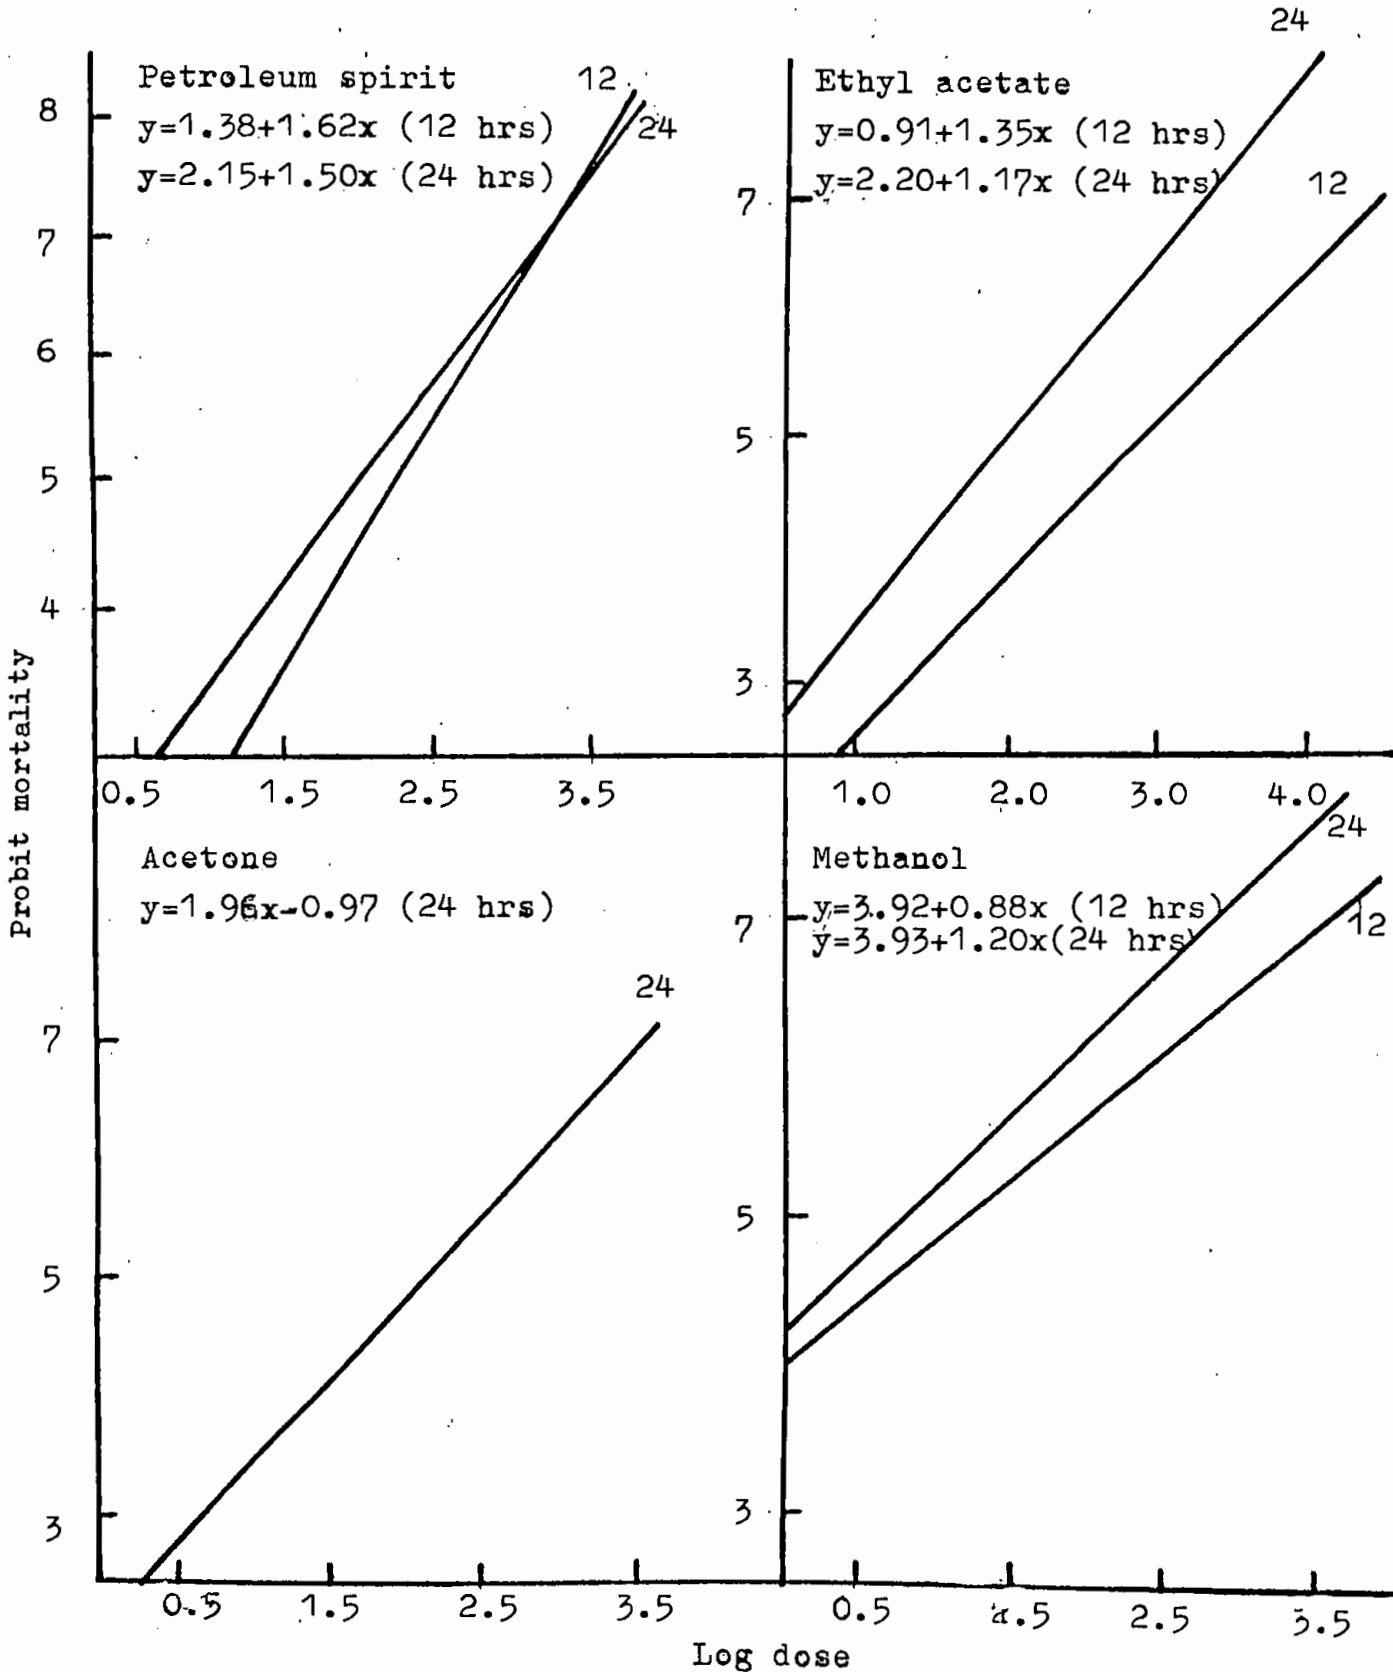 24
Petroleum spirit
y=1.38+1.62x (12 hrs)
y=2.15+1.50x (24 hrs)
12
24
8
7
6
5
4
0.5 1.5 2.5 3.5
Ethyl acetate
y=0.91+1.35x (12 hrs)
y=2.20+1.17x (24 hrs)
12
7
5
3
1.0 2.0 3.0 4.0
Probit mortality
Acetone
y=1.96x-0.97 (24 hrs)
24
7
5
3
0.5 1.5 2.5 3.5
Methanol
y=3.92+0.88x (12 hrs)
y=3.93+1.20x(24 hrs)
24
12
7
5
3
0.5 .5 2.5 3.5
Log dose